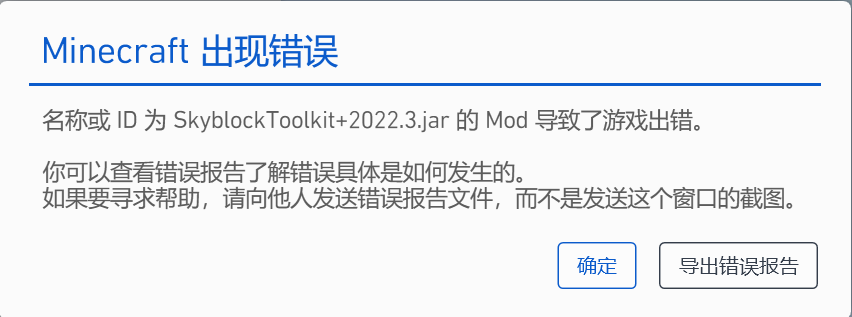 Minecraft 出现错误
名称或 ID 为 SkyblockToolkit+2022.3.jar 的 Mod 导致了游戏出错。
你可以查看错误报告了解错误具体是如何发生的。
如果要寻求帮助，请向他人发送错误报告文件，而不是发送这个窗口的截图。
确定
导出错误报告